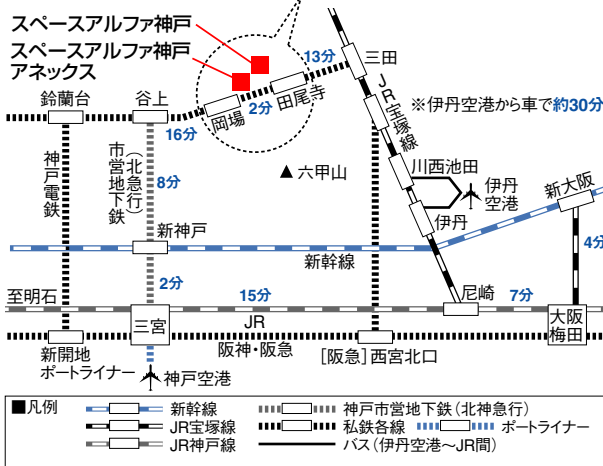 スペースアルファ神戸
スペースアルファ神戸
アネックス
13分
三田
鈴蘭台
谷上
2分
田尾寺
岡場
16分
JR宝塚線
※伊丹空港から車で約30分
神戸電鉄
市営地下鉄
(北急行)
8分
▲六甲山
川西池田
伊丹
空港
伊丹
新大阪
新神戸
新幹線
4分
2分
至明石
15分
尼崎
7分
三宮
JR
大阪
梅田
阪神・阪急
[阪急]西宮北口
新開地
ポートライナー
神戸空港
■凡例
新幹線
神戸市営地下鉄(北神急行)
JR宝塚線
私鉄各線
ポートライナー
JR神戸線
バス(伊丹空港〜JR間)